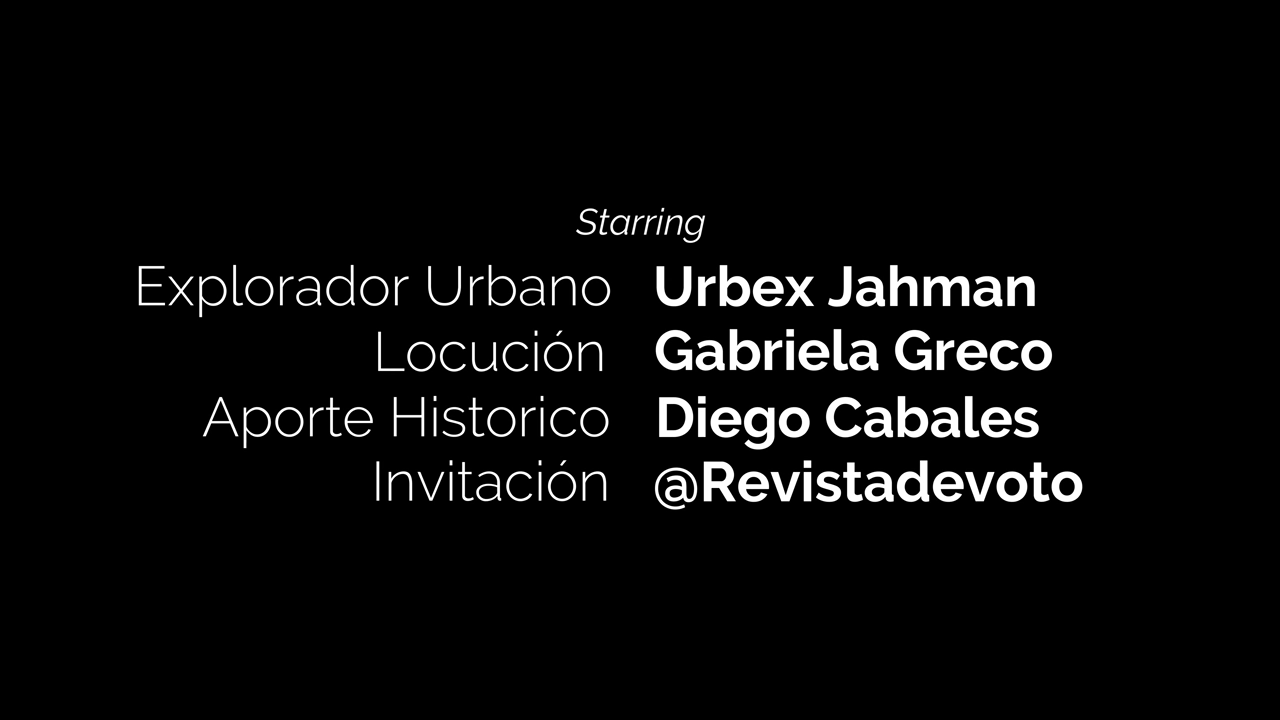 Starring
Explorador Urbano Urbex Jahman
Locución Gabriela Greco
Aporte Historico Diego Cabales
Invitación @Revistadevoto